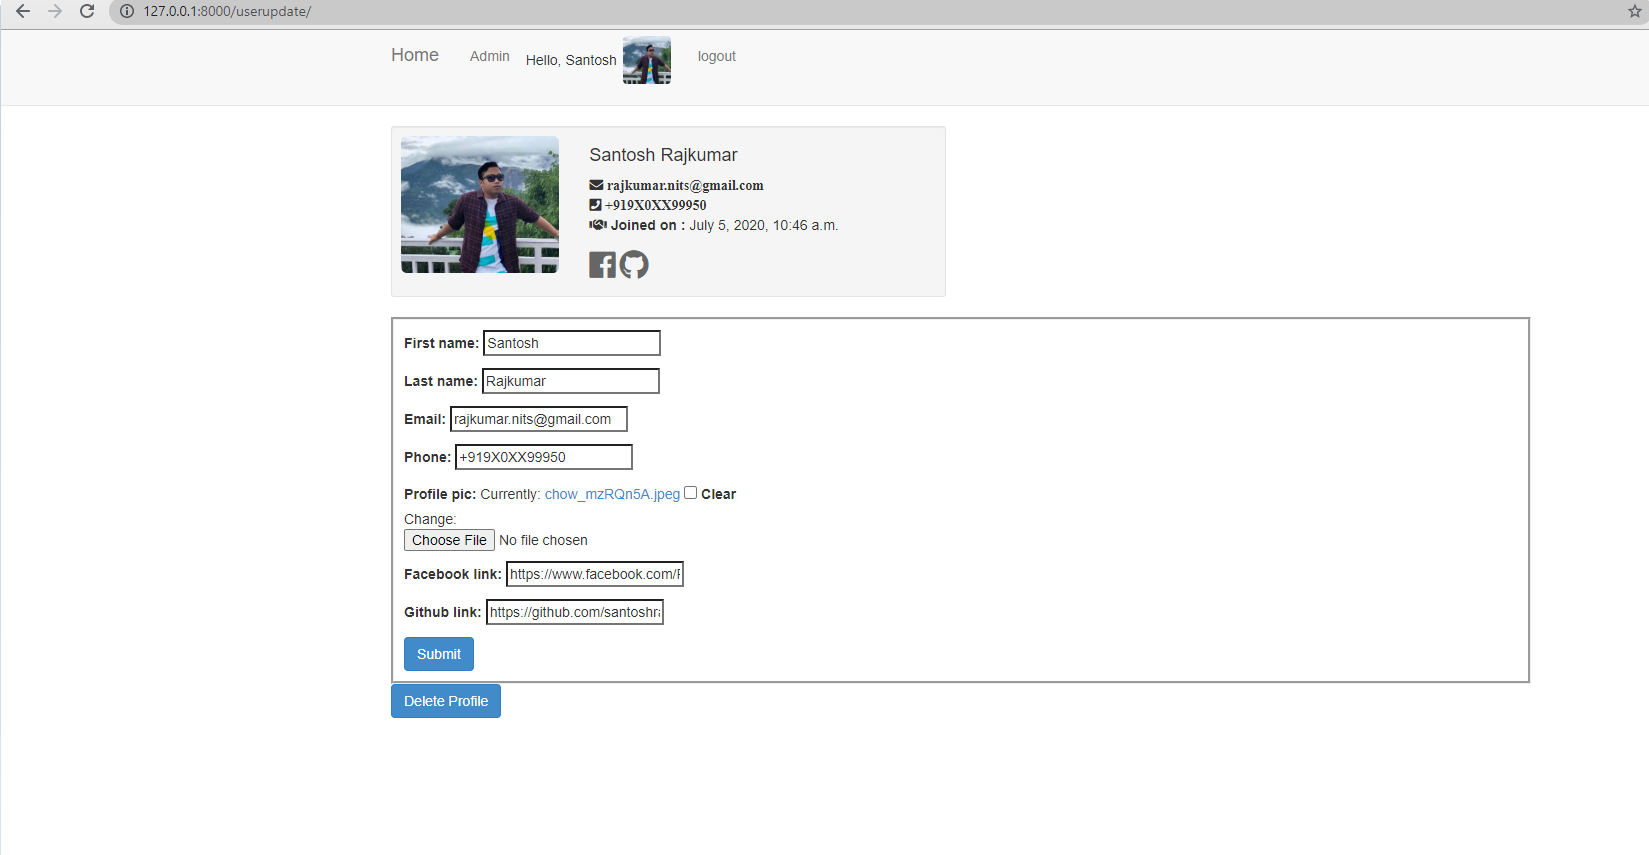 127.0.0.1:8000/userupdate/
Home Admin Hello, Santosh logout
Santosh Rajkumar
rajkumar.nits@gmail.com
+919X0XX99950
Joined on : July 5, 2020, 10:46 a.m.
First name: Santosh
Last name: Rajkumar
Email: rajkumar.nits@gmail.com
Phone: +919X0XX99950
Profile pic: Currently: chow_mzRQn5A.jpeg Clear
Change:
Choose File No file chosen
Facebook link: https://www.facebook.com/
Github link: https://github.com/santoshr
Submit
Delete Profile